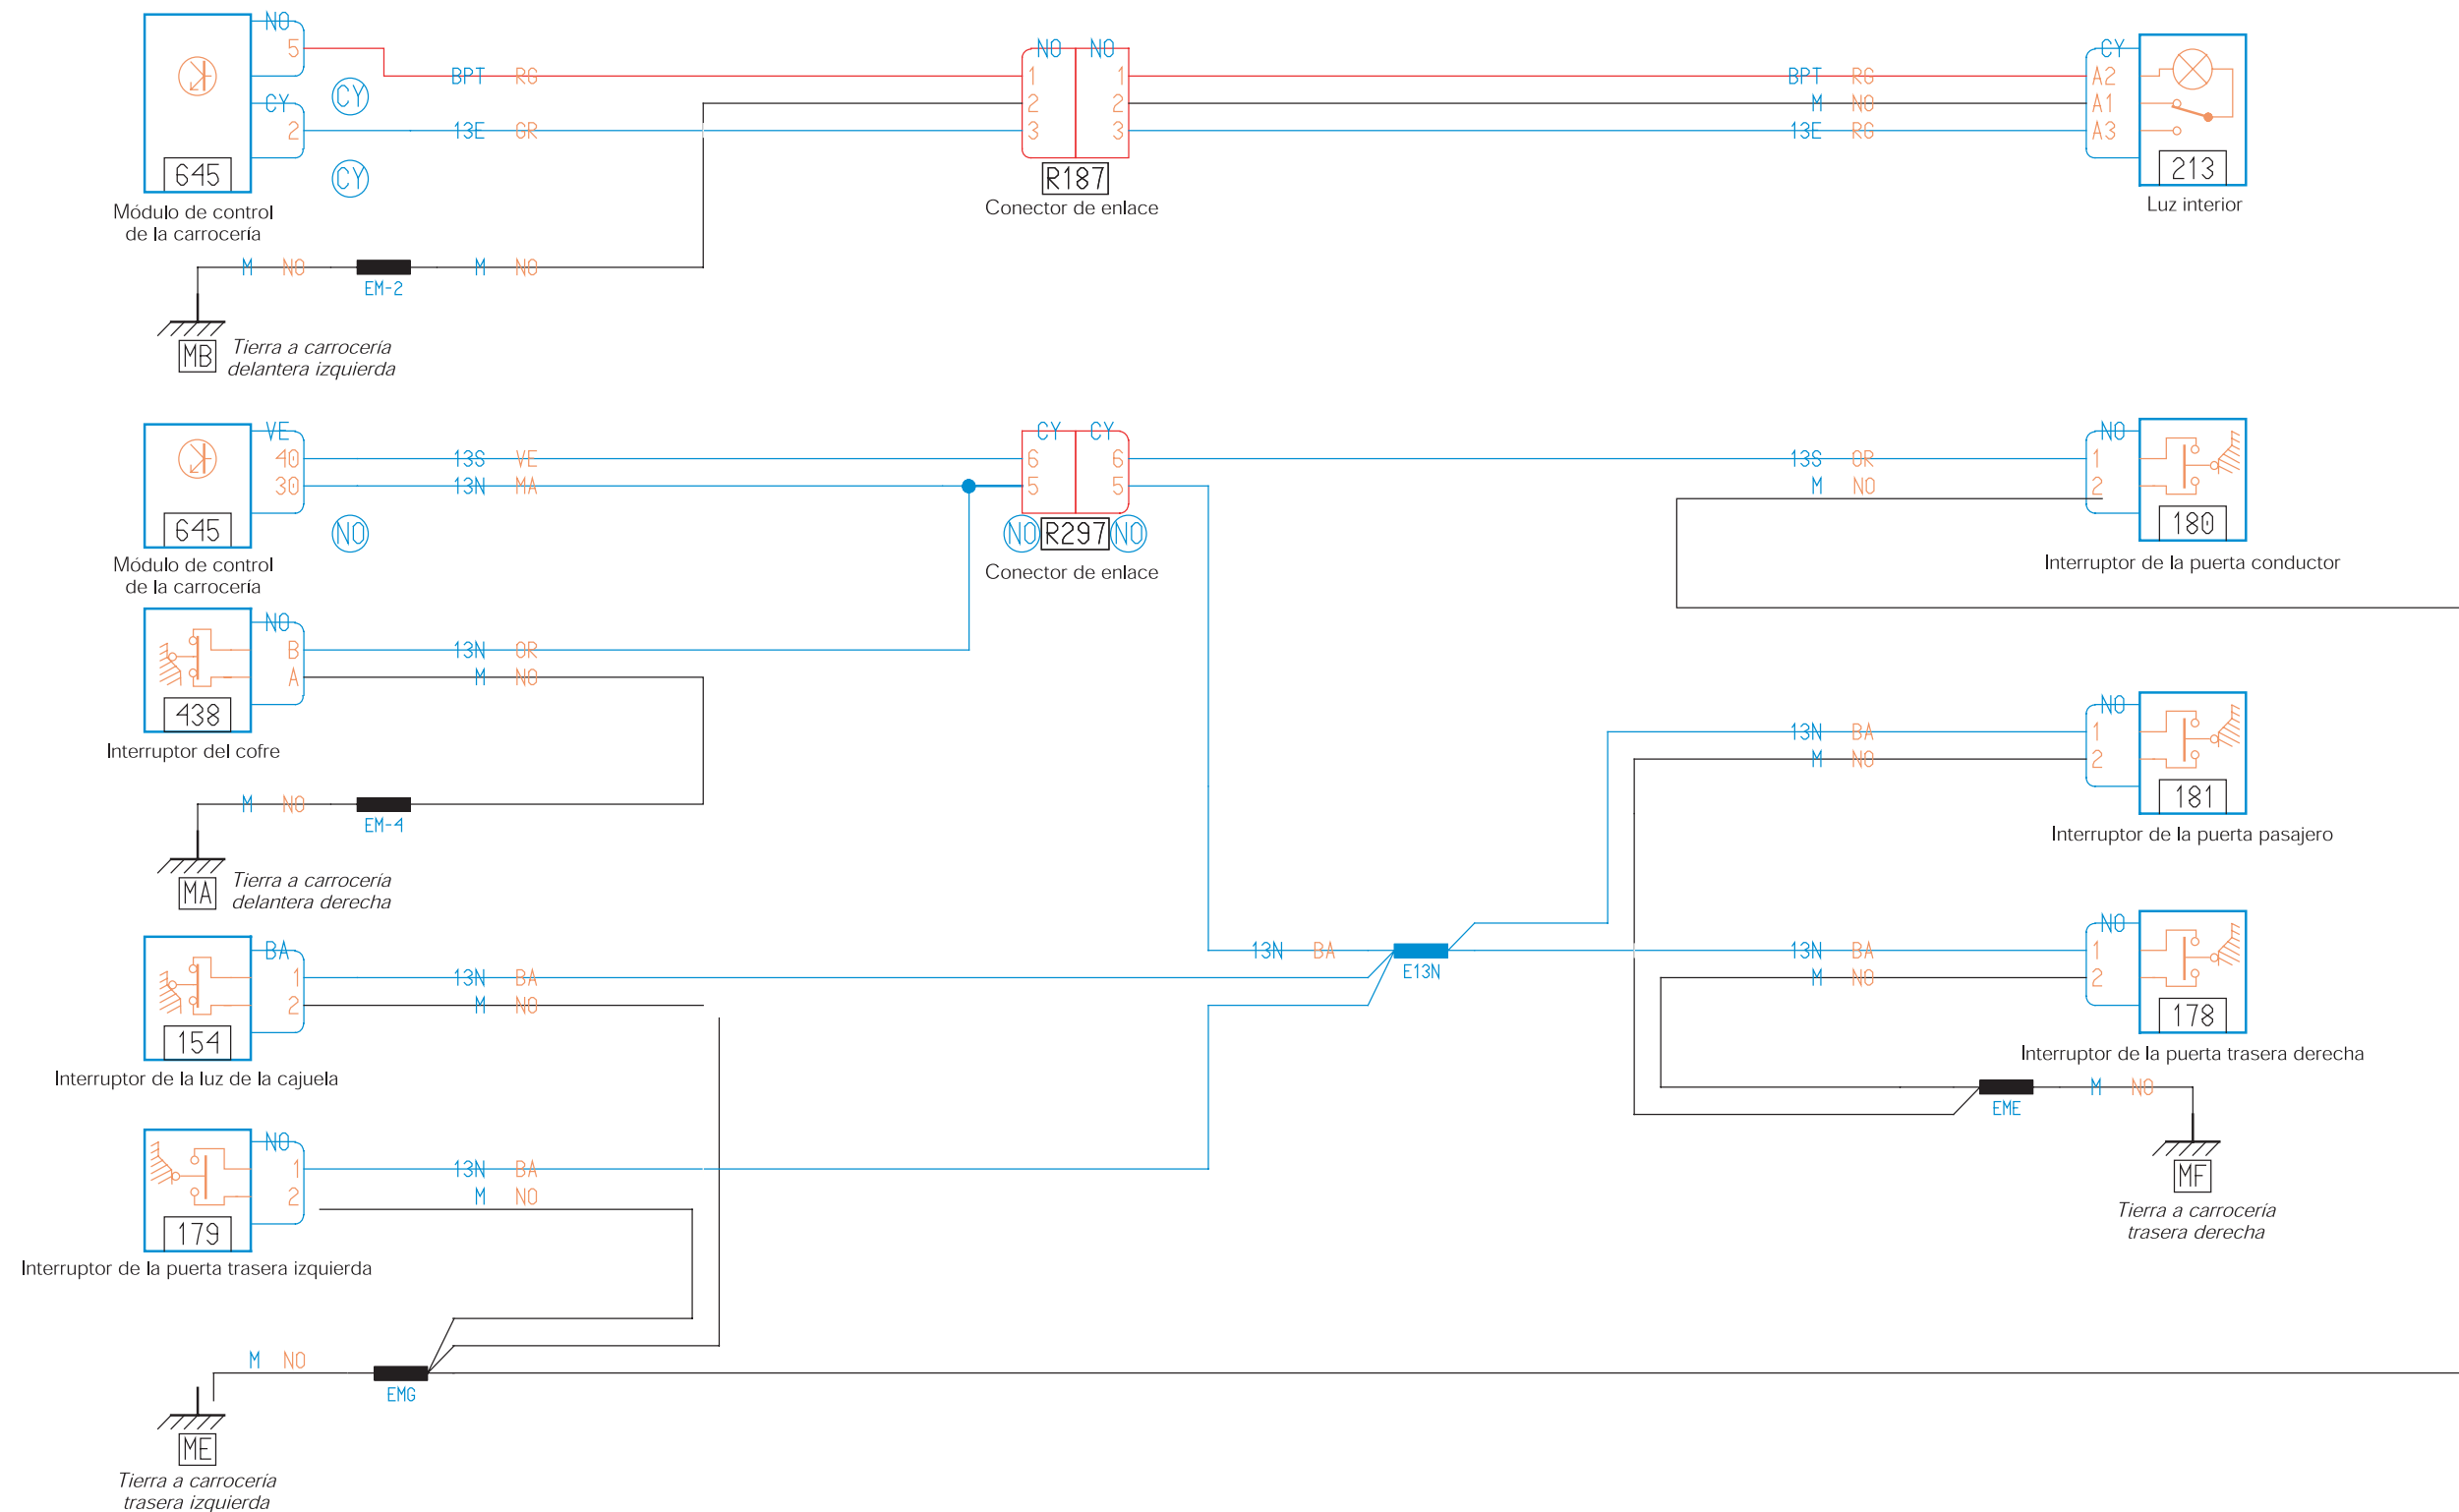 NO
5
CY
2
645
Módulo de control
de la carrocería
CY
CY
BPT RG
13E GR
NO NO
1 1
2 2
3 3
R187
Conector de enlace
BPT RG
M NO
13E RG
CY
A2
A1
A3
213
Luz interior
M NO
EM-2
M NO
MB
Tierra a carrocería
delantera izquierda
VE
40
30
645
Módulo de control
de la carrocería
NO
13S VE
13N MA
CY CY
6 6
5 5
NO R297 NO
Conector de enlace
13S OR
M NO
NO
1
2
180
Interruptor de la puerta conductor
NO
B
A
438
Interruptor del cofre
13N OR
M NO
M NO
EM-4
MA
Tierra a carrocería
delantera derecha
13N BA
M NO
NO
1
2
181
Interruptor de la puerta pasajero
BA
1
2
154
Interruptor de la luz de la cajuela
13N BA
M NO
13N BA
E13N
13N BA
M NO
NO
1
2
178
Interruptor de la puerta trasera derecha
EME
M NO
MF
Tierra a carrocería
trasera derecha
NO
1
2
179
Interruptor de la puerta trasera izquierda
13N BA
M NO
M NO
EMG
ME
Tierra a carrocería
trasera izquierda